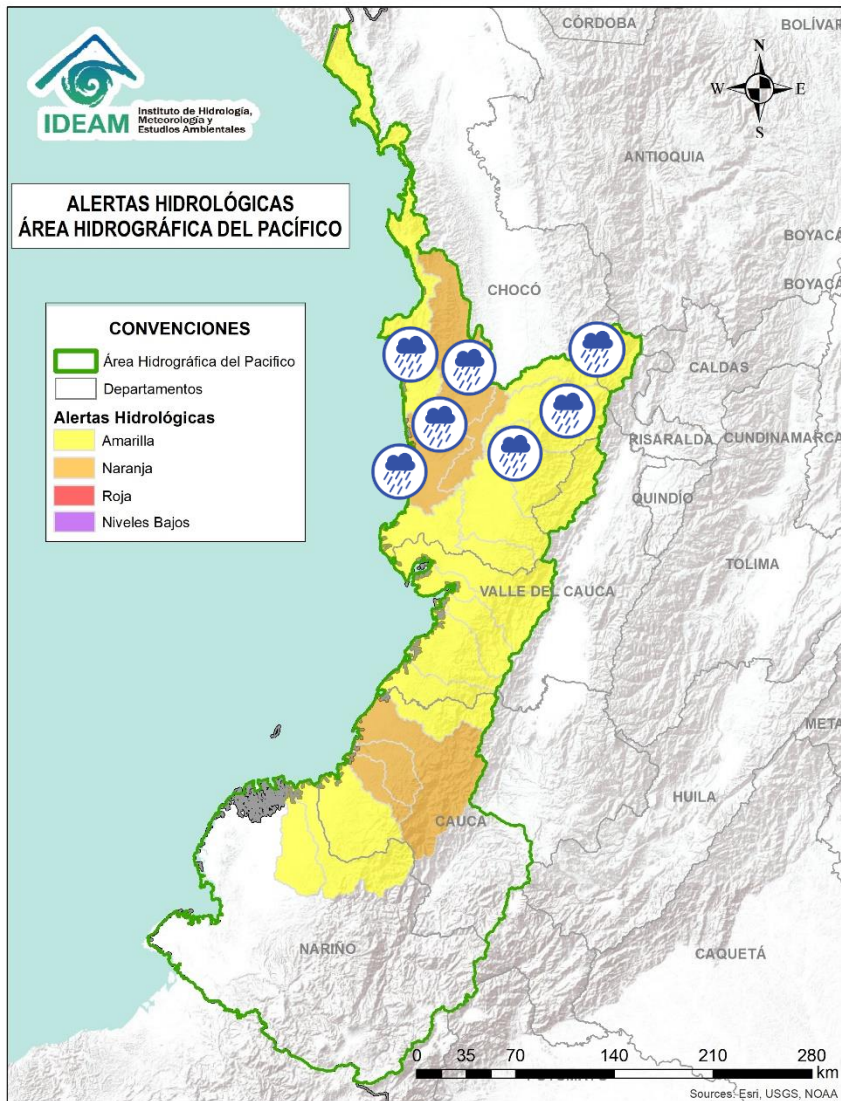 CÓRDOBA
BOLÍVAR
IDEAM
Instituto de Hidrología,
Meteorología y
Estudios Ambientales
N
W
E
S
ANTIOQUIA
ALERTAS HIDROLÓGICAS
ÁREA HIDROGRÁFICA DEL PACÍFICO
BOYACÁ
BOYACÁ
CHOCÓ
CONVENCIONES
Área Hidrográfica del Pacifico
Departamentos
Alertas Hidrológicas
Amarilla
Naranja
Roja
Niveles Bajos
CALDAS
RISARALDA
CUNDINAMARCA
QUINDÍO
TOLIMA
VALLE DEL CAUCA
META
HUILA
CAUCA
NARIÑO
CAQUETÁ
0 35 70 140 210 280
km
Sources: Esri, USGS, NOAA